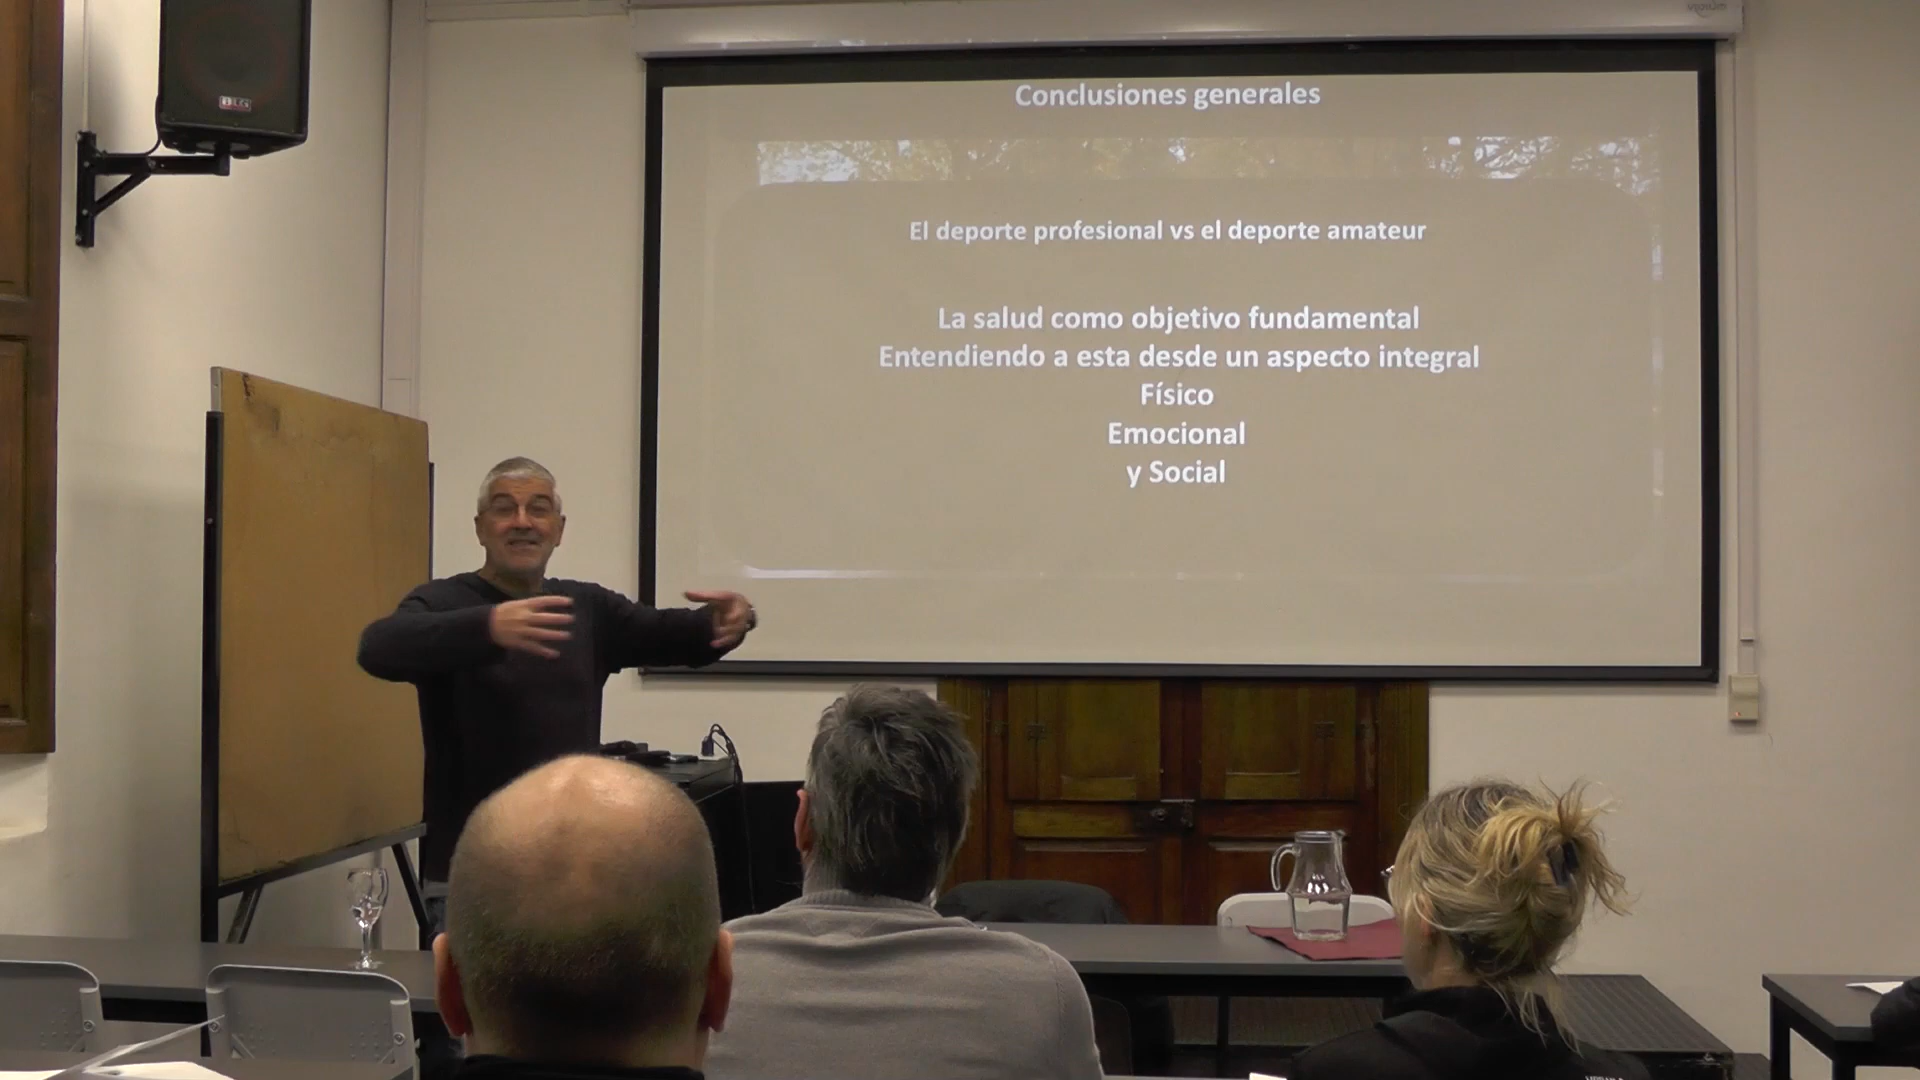 Conclusiones generales
El deporte profesional vs el deporte amateur
La salud como objetivo fundamental
Entendiendo a esta desde un aspecto integral
Físico
Emocional
y Social